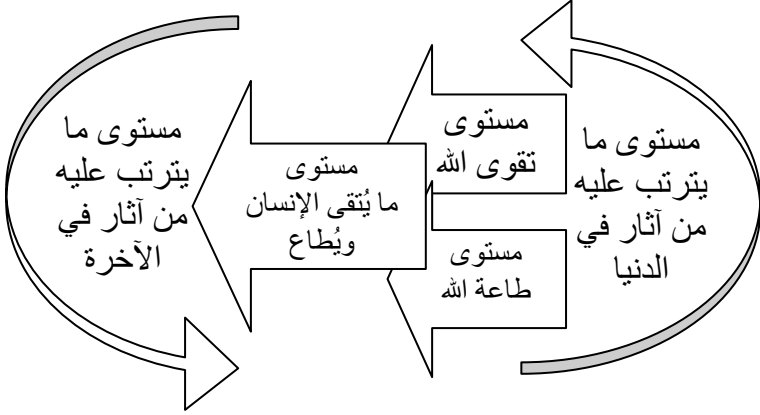 مستوى ما
يترتب عليه
من آثار في
الدنيا
مستوى
تقوى الله
مستوى
طاعة الله
مستوى
ما يُتقى الإنسان
ويُطاع
مستوى ما
يترتب عليه
من آثار في
الآخرة